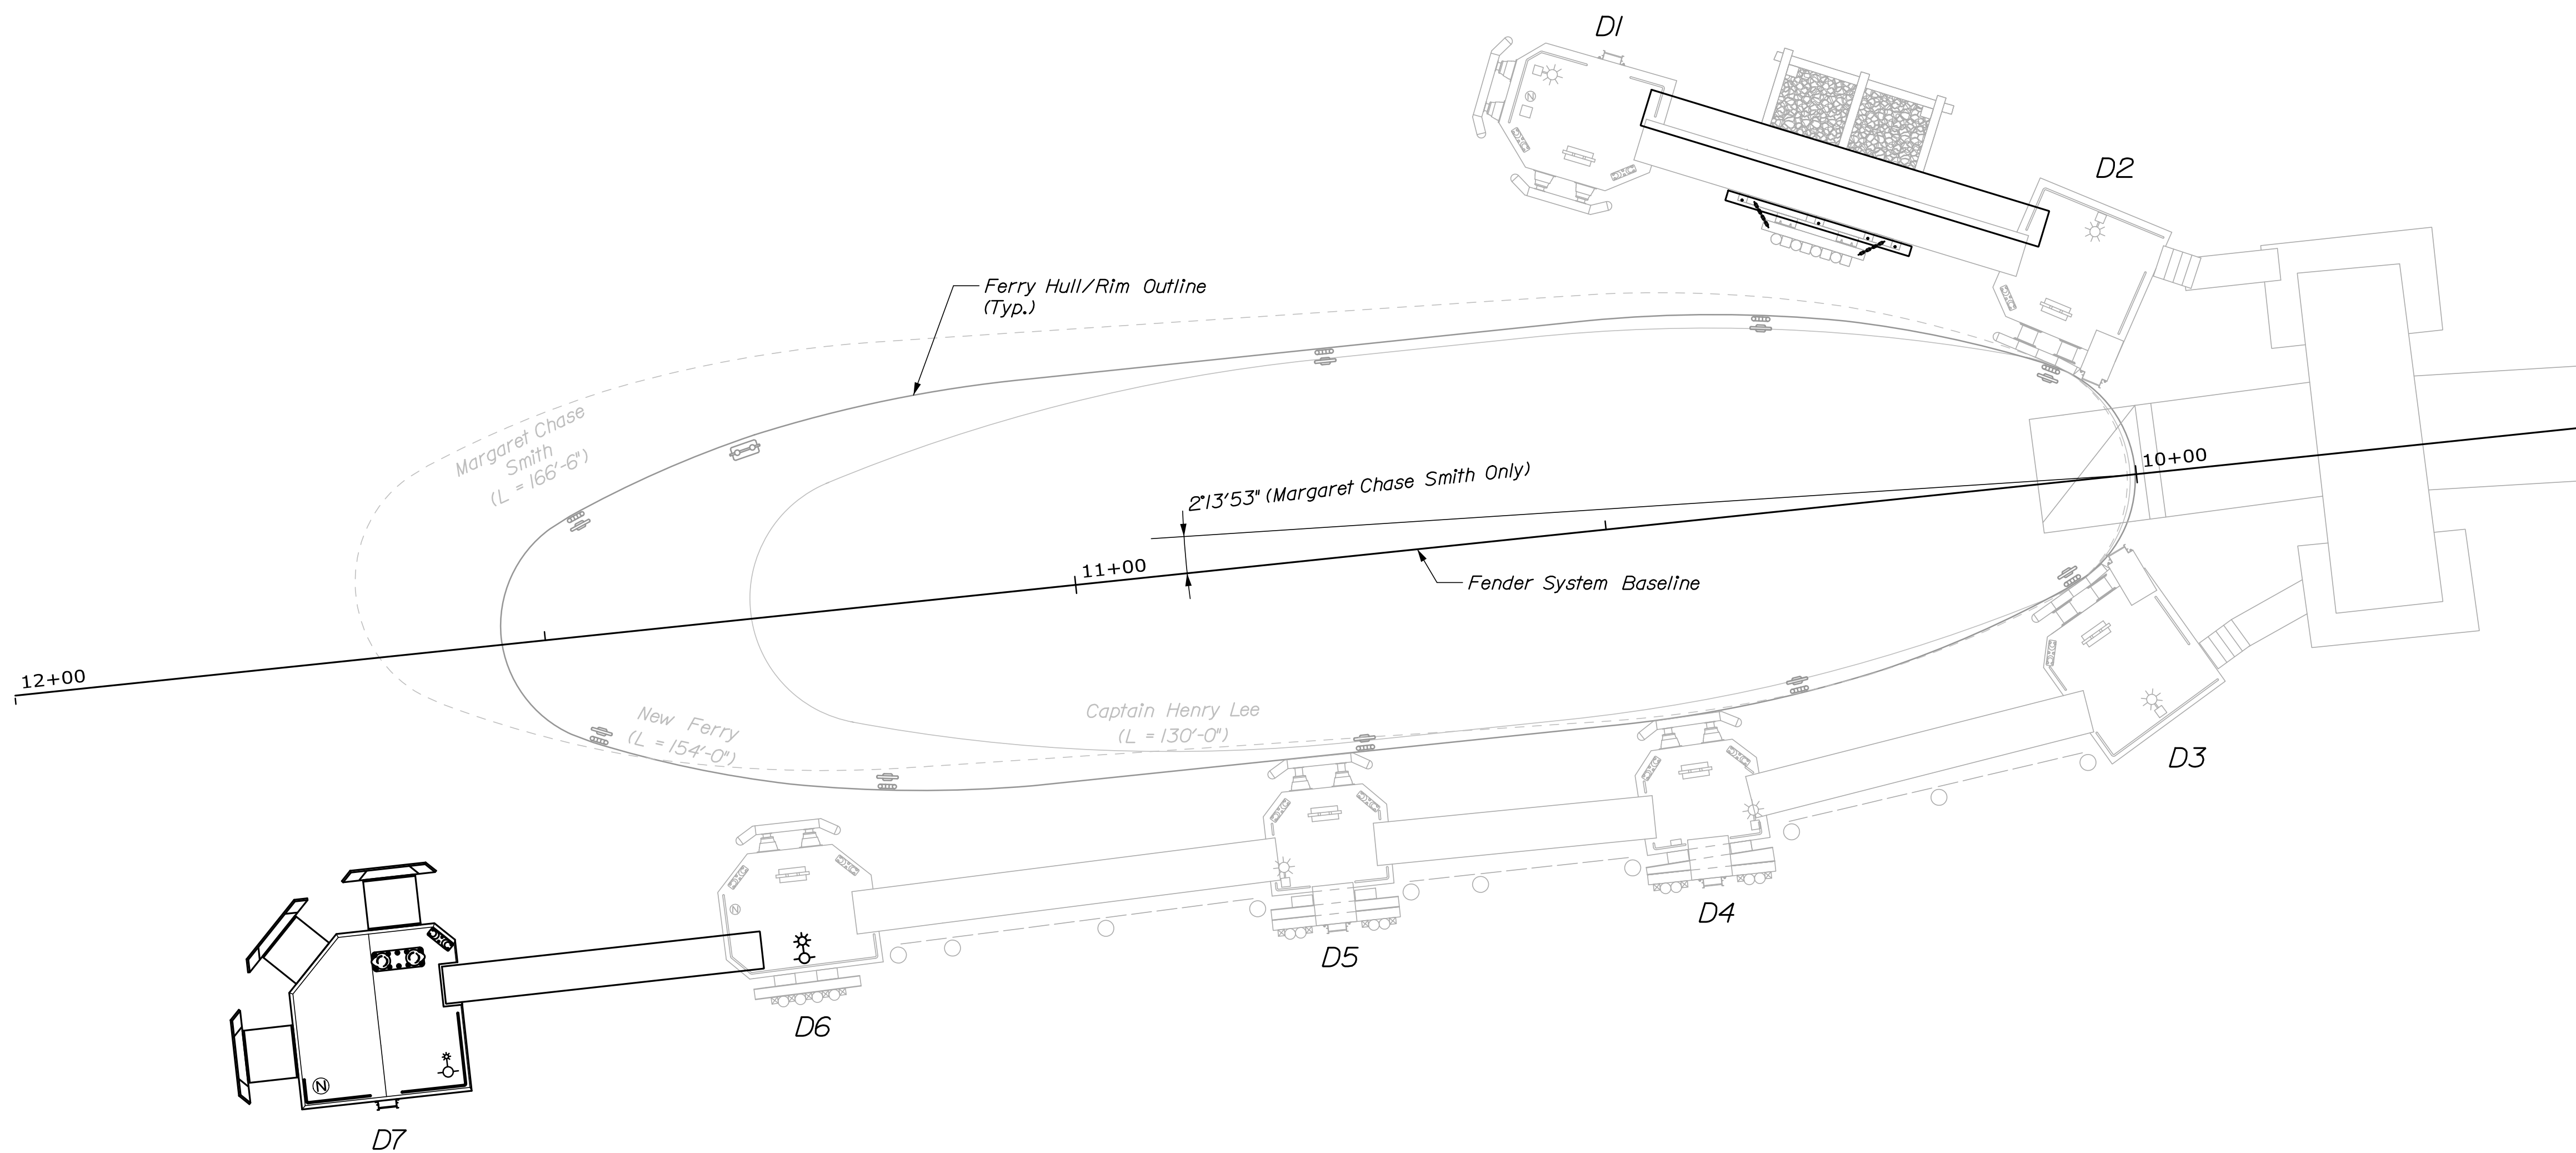 D1
D2
Ferry Hull/Rim Outline
(Typ.)
Margaret Chase
Smith
(L = 166'-6")
10+00
2°13'53" (Margaret Chase Smith Only)
11+00
Fender System Baseline
12+00
New Ferry
(L = 154'-0")
Captain Henry Lee
(L = 130'-0")
D3
D4
D5
D6
D7
N
N
N